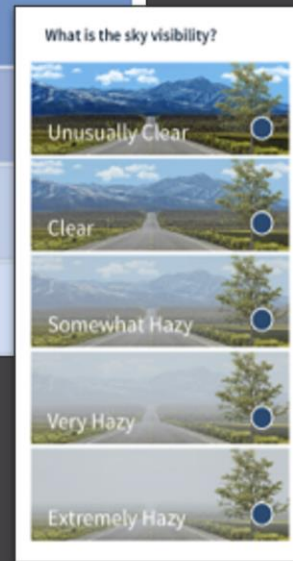 What is the sky visibility?
Unusually Clear
Clear
Somewhat Hazy
Very Hazy
Extremely Hazy